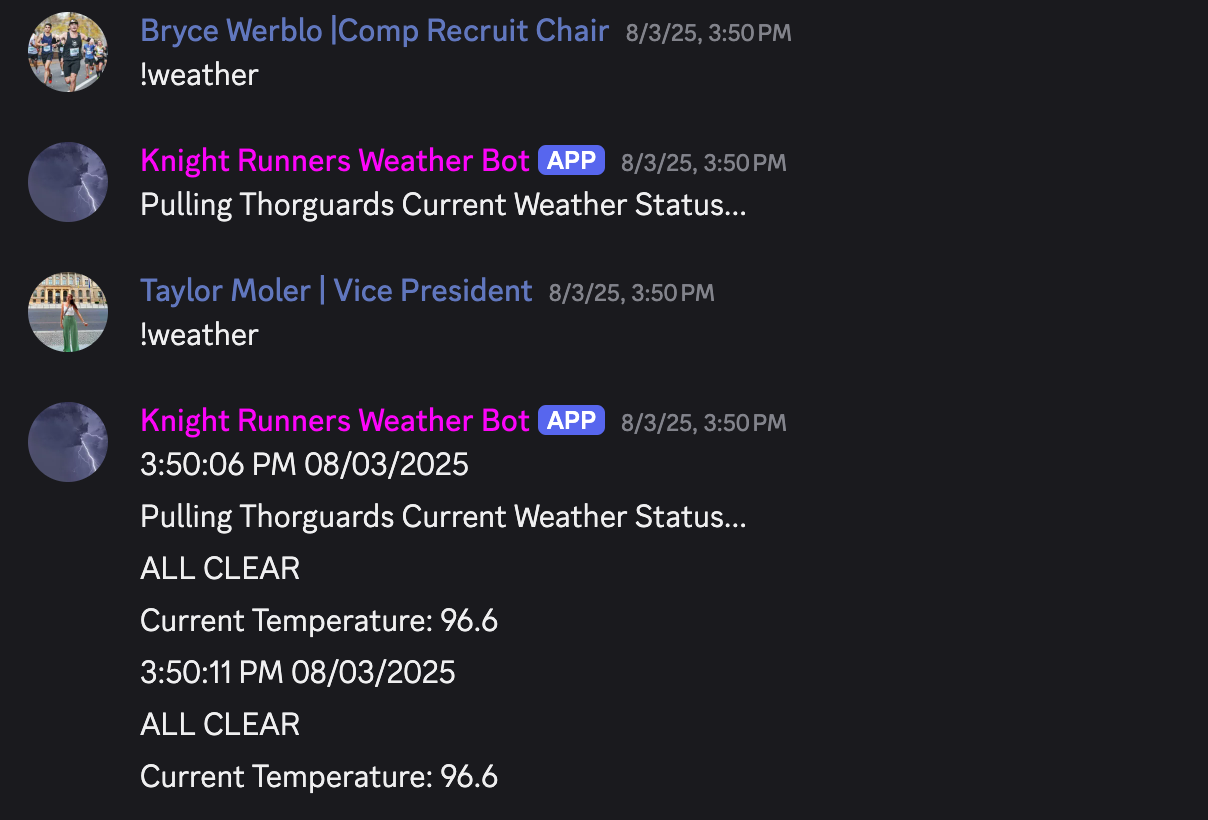 Bryce Werblo |Comp Recruit Chair 8/3/25, 3:50 PM
!weather
Knight Runners Weather Bot APP 8/3/25, 3:50 PM
Pulling Thorguards Current Weather Status...
Taylor Moler | Vice President 8/3/25, 3:50 PM
!weather
Knight Runners Weather Bot APP 8/3/25, 3:50 PM
3:50:06 PM 08/03/2025
Pulling Thorguards Current Weather Status...
ALL CLEAR
Current Temperature: 96.6
3:50:11 PM 08/03/2025
ALL CLEAR
Current Temperature: 96.6